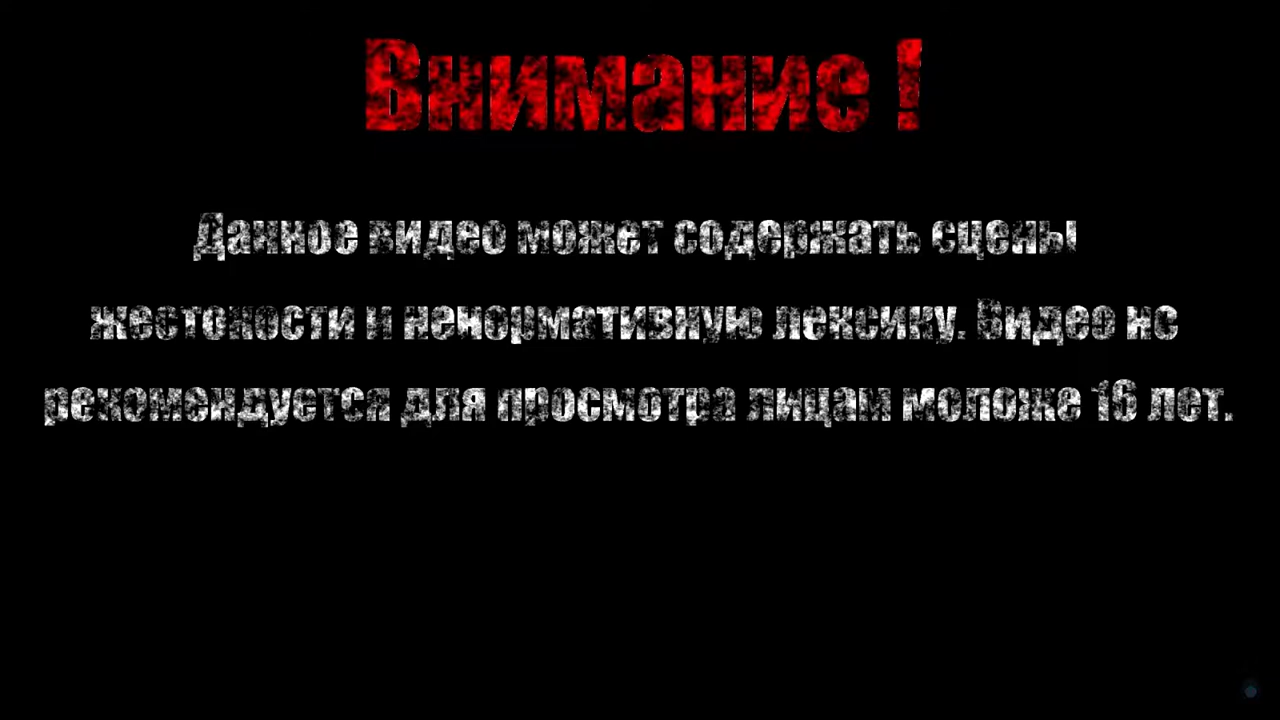 Внимание !
Данное видео может содержать сцены
жестокости и ненормативную лексику. Видео не
рекомендуется для просмотра лицам моложе 16 лет.